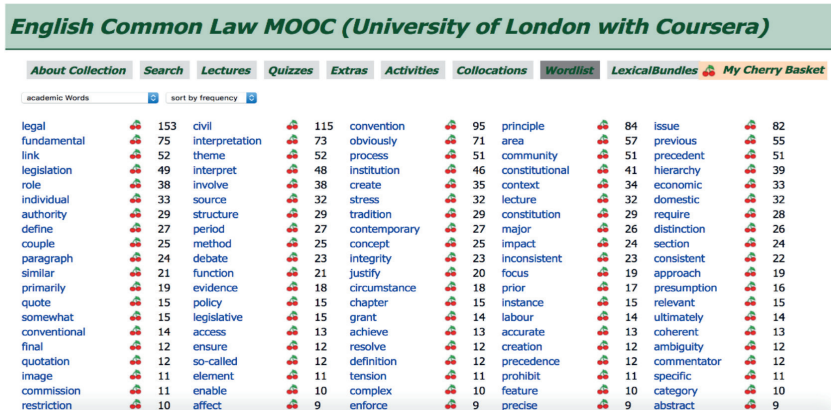 English Common Law MOOC (University of London with Coursera)
About Collection Search Lectures Quizzes Extras Activities Collocations Wordlist LexicalBundles My Cherry Basket
academic Words sort by frequency
legal 153 civil 115 convention 95 principle 84 issue 82
fundamental 75 interpretation 73 obviously 71 area 57 previous 55
link 52 theme 52 process 51 community 51 precedent 51
legislation 49 interpret 48 institution 46 constitutional 41 hierarchy 39
role 38 involve 38 create 35 context 34 economic 33
individual 33 source 32 stress 32 lecture 32 domestic 32
authority 29 structure 29 tradition 29 constitution 29 require 28
define 27 period 27 contemporary 27 major 26 distinction 26
couple 25 method 25 concept 25 impact 24 section 24
paragraph 24 debate 23 integrity 23 inconsistent 23 consistent 22
similar 21 function 21 justify 20 focus 19 approach 19
primarily 19 evidence 18 circumstance 18 prior 17 presumption 16
quote 15 policy 15 chapter 15 instance 15 relevant 15
somewhat 15 legislative 15 grant 14 labour 14 ultimately 14
conventional 14 access 13 achieve 13 accurate 13 coherent 13
final 12 ensure 12 resolve 12 creation 12 ambiguity 12
quotation 12 so-called 12 definition 12 precedence 12 commentator 12
image 11 element 11 tension 11 prohibit 11 specific 11
commission 11 enable 10 complex 10 feature 10 category 10
restriction 10 affect 9 enforce 9 precise 9 abstract 9